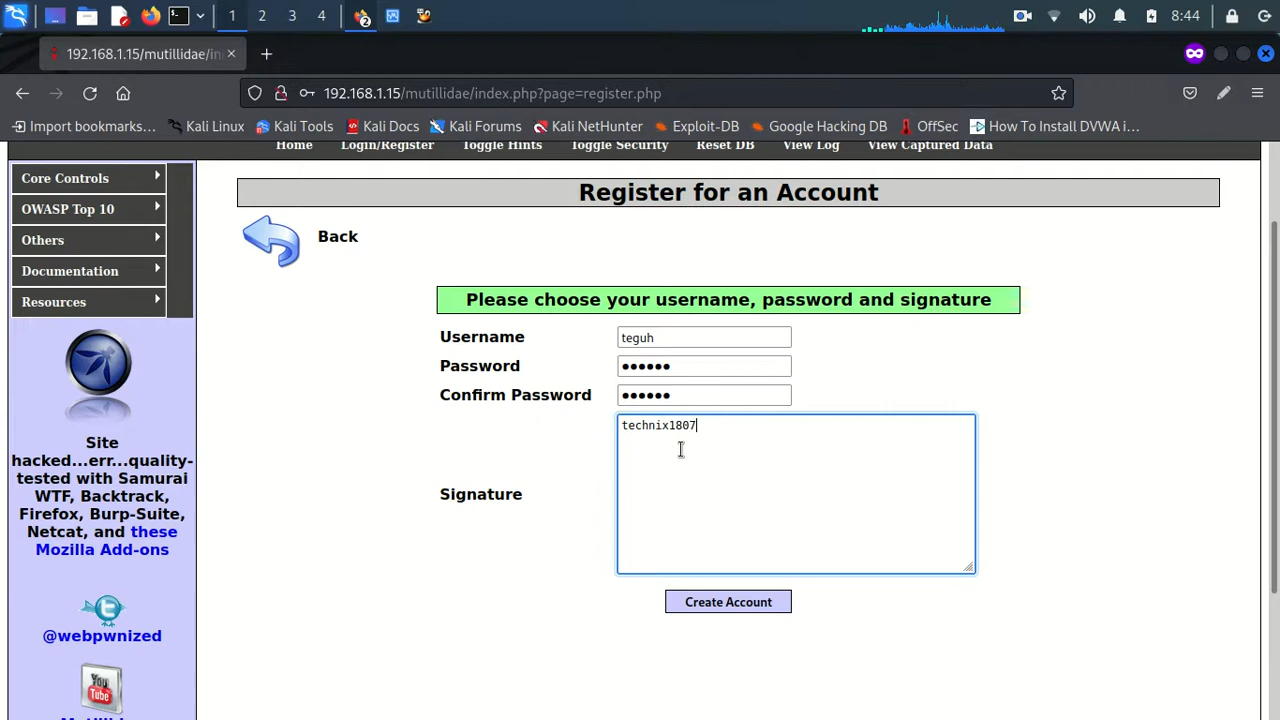 1 2 3 4 2 8:44
192.168.1.15/mutillidae/in
192.168.1.15/mutillidae/index.php?page=register.php
Import bookmarks... Kali Linux Kali Tools Kali Docs Kali Forums Kali NetHunter Exploit-DB Google Hacking DB OffSec How To Install DVWA i...
Home Login/Register Toggle Hints Toggle Security Reset DB View Log View Captured Data
Core Controls
OWASP Top 10
Others
Documentation
Resources
Site
hacked...err...quality-
tested with Samurai
WTF, Backtrack,
Firefox, Burp-Suite,
Netcat, and these
Mozilla Add-ons
@webpwnized
You
Tube
Register for an Account
Back
Please choose your username, password and signature
Username teguh
Password ••••••
Confirm Password ••••••
Signature technix1807
Create Account